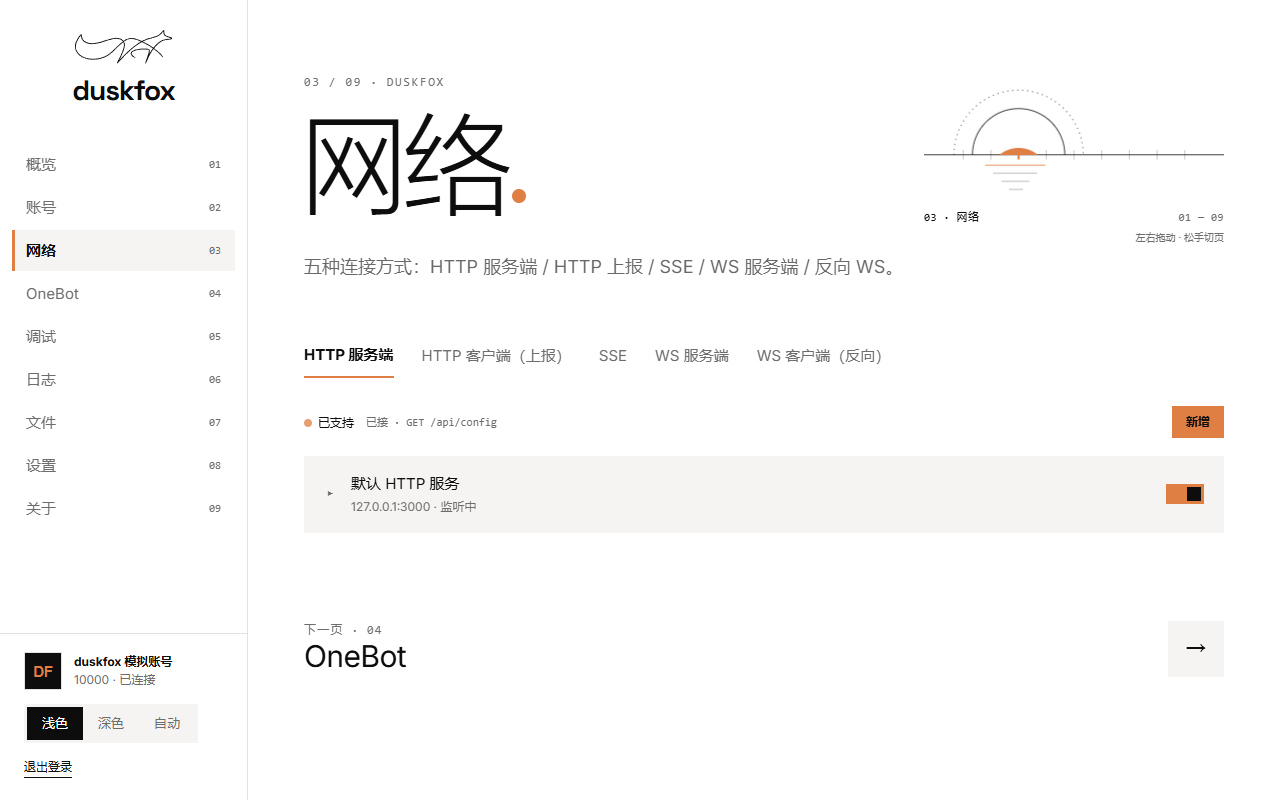 duskfox
概览 01
账号 02
网络 03
OneBot 04
调试 05
日志 06
文件 07
设置 08
关于 09
DF
duskfox 模拟账号
10000 · 已连接
浅色 深色 自动
退出登录
03 / 09 · DUSKFOX
网络
03 · 网络 01 — 09
左右拖动 · 松手切页
五种连接方式：HTTP 服务端 / HTTP 上报 / SSE / WS 服务端 / 反向 WS。
HTTP 服务端 HTTP 客户端（上报） SSE WS 服务端 WS 客户端（反向）
已支持 已接 · GET /api/config 新增
默认 HTTP 服务
127.0.0.1:3000 · 监听中
下一页 · 04
OneBot
→